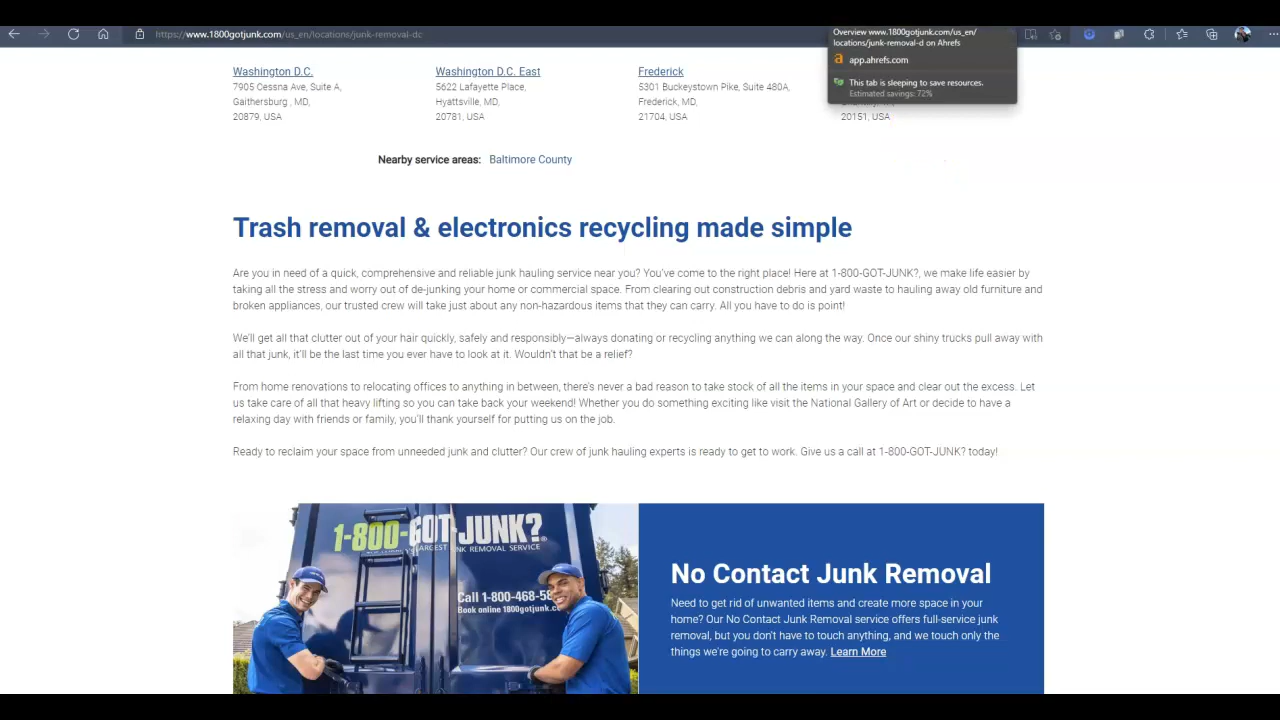 https://www.1800gotjunk.com/us_en/locations/junk-removal-dc
Overview www.1800gotjunk.com/us_en/
locations/junk-removal-d on Ahrefs
app.ahrefs.com
This tab is sleeping to save resources.
Estimated savings: 72%
Washington D.C.
7905 Cessna Ave, Suite A,
Gaithersburg , MD,
20879, USA
Washington D.C. East
5622 Lafayette Place,
Hyattsville, MD,
20781, USA
Frederick
5301 Buckeystown Pike, Suite 480A,
Frederick, MD,
21704, USA
20151, USA
Nearby service areas: Baltimore County
Trash removal & electronics recycling made simple
Are you in need of a quick, comprehensive and reliable junk hauling service near you? You've come to the right place! Here at 1-800-GOT-JUNK?, we make life easier by
taking all the stress and worry out of de-junking your home or commercial space. From clearing out construction debris and yard waste to hauling away old furniture and
broken appliances, our trusted crew will take just about any non-hazardous items that they can carry. All you have to do is point!
We'll get all that clutter out of your hair quickly, safely and responsibly—always donating or recycling anything we can along the way. Once our shiny trucks pull away with
all that junk, it'll be the last time you ever have to look at it. Wouldn't that be a relief?
From home renovations to relocating offices to anything in between, there's never a bad reason to take stock of all the items in your space and clear out the excess. Let
us take care of all that heavy lifting so you can take back your weekend! Whether you do something exciting like visit the National Gallery of Art or decide to have a
relaxing day with friends or family, you'll thank yourself for putting us on the job.
Ready to reclaim your space from unneeded junk and clutter? Our crew of junk hauling experts is ready to get to work. Give us a call at 1-800-GOT-JUNK? today!
1-800-GOT-JUNK?
JUNK REMOVAL SERVICE
Call 1-800-468-58
Book online 1800gotjunk.c
No Contact Junk Removal
Need to get rid of unwanted items and create more space in your
home? Our No Contact Junk Removal service offers full-service junk
removal, but you don't have to touch anything, and we touch only the
things we're going to carry away. Learn More